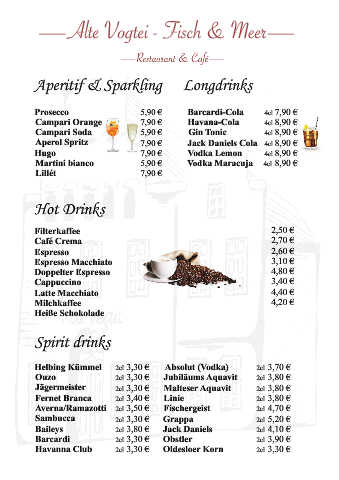 Alte Vogtei - Fisch & Meer
Restaurant & Café
Aperitif & Sparkling
Prosecco 5,90 €
Campari Orange 7,90 €
Campari Soda 5,90 €
Aperol Spritz 7,90 €
Hugo 7,90 €
Martini bianco 5,90 €
Lillét 7,90 €
Longdrinks
Barcardi-Cola 4cl 7,90 €
Havana-Cola 4cl 8,90 €
Gin Tonic 4cl 8,90 €
Jack Daniels Cola 4cl 8,90 €
Vodka Lemon 4cl 8,90 €
Vodka Maracuja 4cl 8,90 €
Hot Drinks
Filterkaffee 2,50 €
Café Crema 2,70 €
Espresso 2,60 €
Espresso Macchiato 3,10 €
Doppelter Espresso 4,80 €
Cappuccino 3,40 €
Latte Macchiato 4,40 €
Milchkaffee 4,20 €
Heiße Schokolade
Spirit drinks
Helbing Kümmel 2cl 3,30 €
Ouzo 2cl 3,30 €
Jägermeister 2cl 3,30 €
Fernet Branca 2cl 3,40 €
Averna/Ramazotti 2cl 3,50 €
Sambucca 2cl 3,30 €
Baileys 2cl 3,80 €
Barcardi 2cl 3,30 €
Havanna Club 2cl 3,30 €
Absolut (Vodka) 2cl 3,70 €
Jubiläums Aquavit 2cl 3,80 €
Malteser Aquavit 2cl 3,80 €
Linie 2cl 3,80 €
Fischergeist 2cl 4,70 €
Grappa 2cl 5,20 €
Jack Daniels 2cl 4,10 €
Obstler 2cl 3,90 €
Oldesloer Korn 2cl 3,30 €